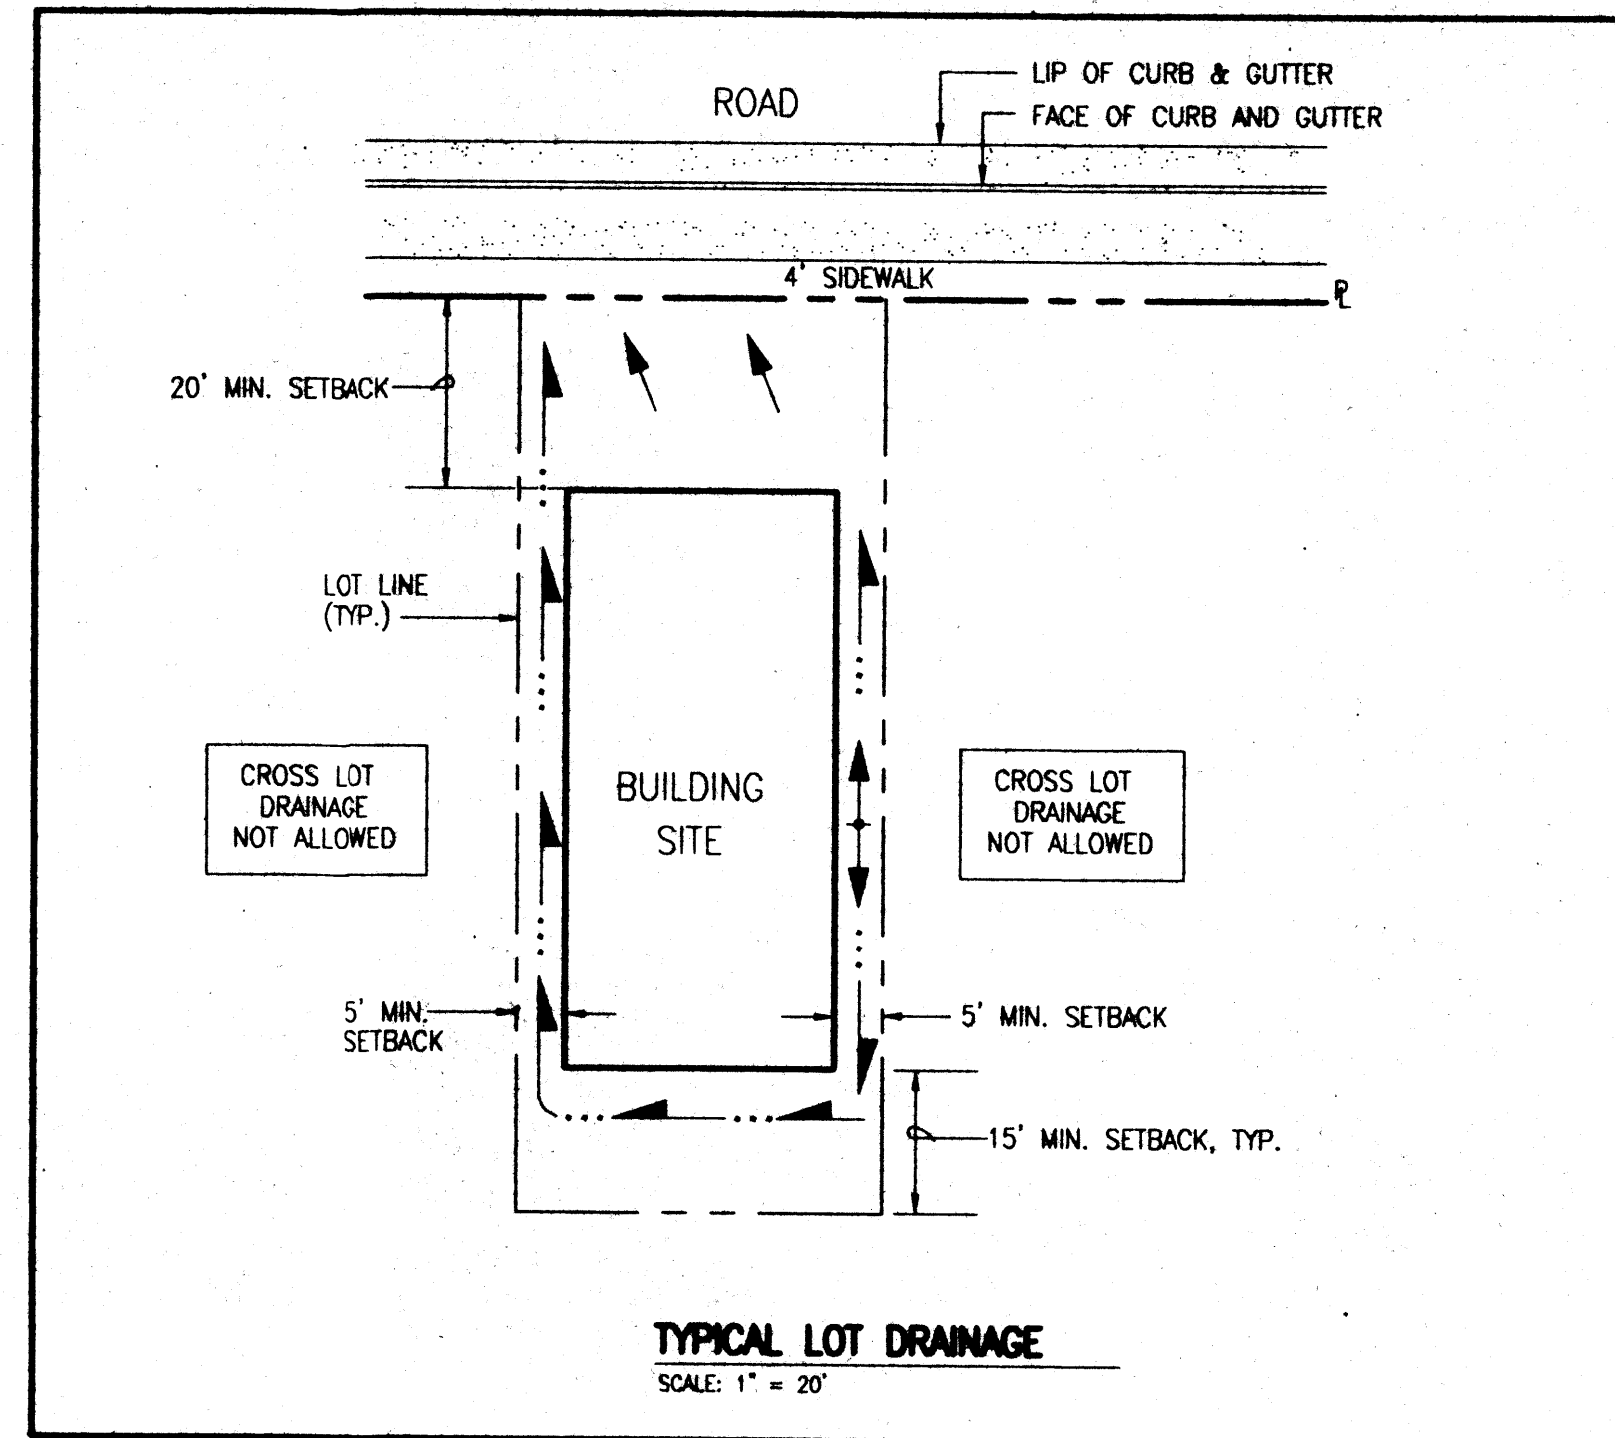 LIP OF CURB & GUTTER
ROAD
FACE OF CURB AND GUTTER
4' SIDEWALK
PL
20' MIN. SETBACK
LOT LINE
(TYP.)
CROSS LOT
DRAINAGE
NOT ALLOWED
BUILDING
SITE
CROSS LOT
DRAINAGE
NOT ALLOWED
5' MIN.
SETBACK
5' MIN. SETBACK
15' MIN. SETBACK, TYP.
TYPICAL LOT DRAINAGE
SCALE: 1" = 20'